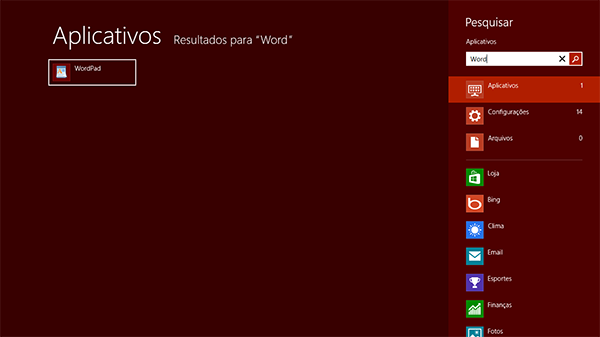 Aplicativos Resultados para “Word”
WordPad
Pesquisar
Aplicativos
Word
Aplicativos 1
Configurações 14
Arquivos 0
Loja
Bing
Clima
Email
Esportes
Finanças
Fotos